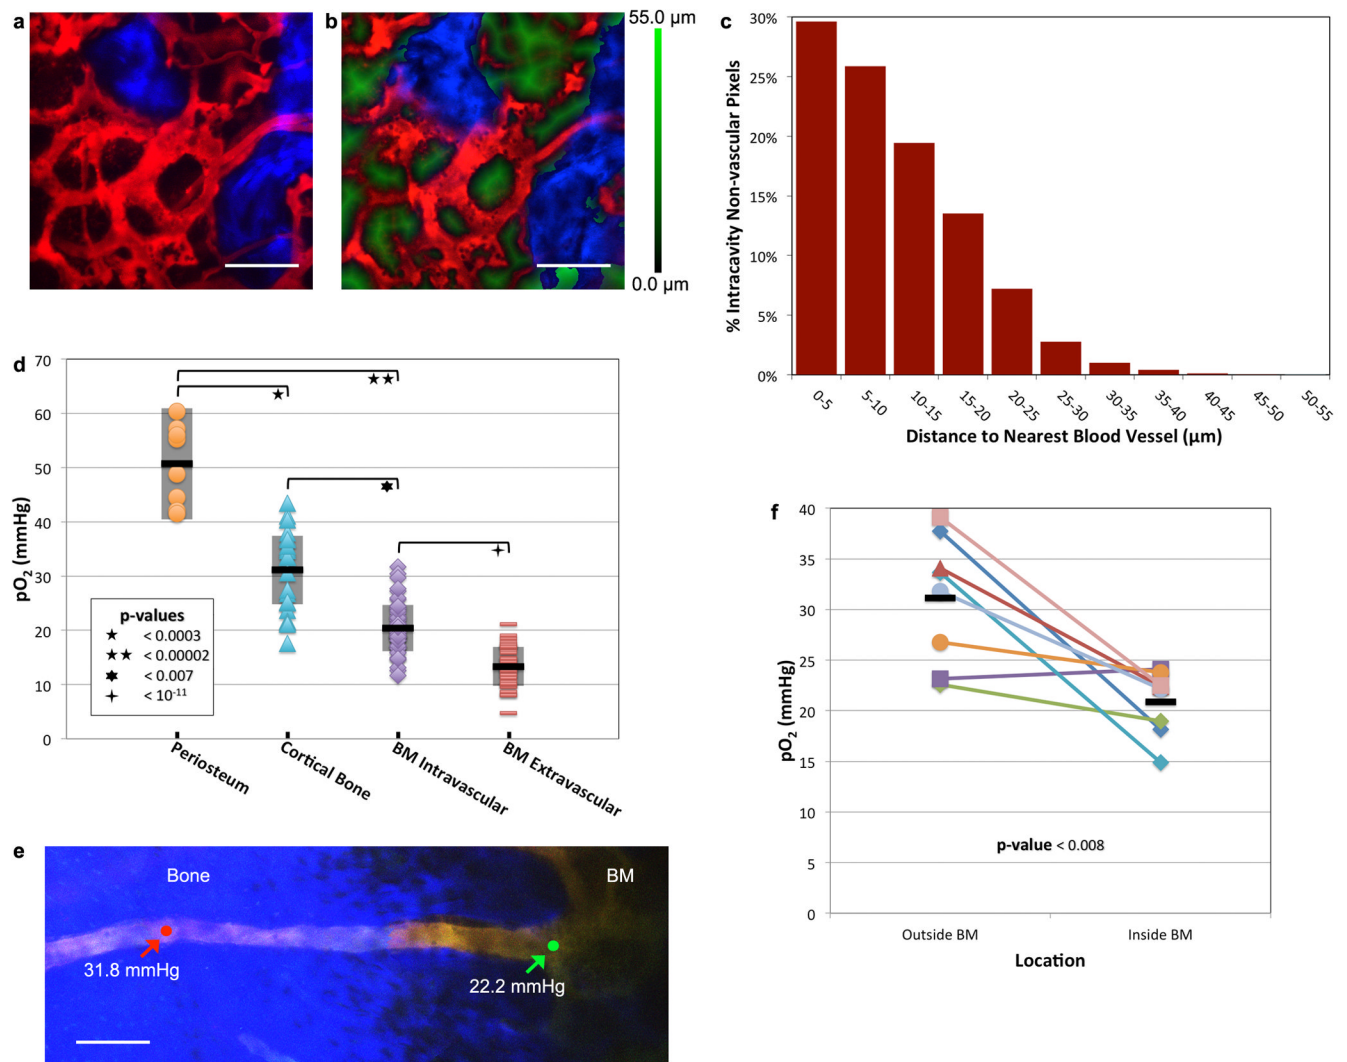 a
b
55.0 µm
0.0 µm
c
% Intracavity Non-vascular Pixels
30%
25%
20%
15%
10%
5%
0%
0-5
5-10
10-15
15-20
20-25
25-30
30-35
35-40
40-45
45-50
50-55
Distance to Nearest Blood Vessel (µm)
d
pO2 (mmHg)
70
60
50
40
30
20
10
0
★
★★
p-values
★ < 0.0003
★★ < 0.00002
✶ < 0.007
+ < 10-11
Periosteum
Cortical Bone
BM Intravascular
BM Extravascular
e
Bone
BM
31.8 mmHg
22.2 mmHg
f
pO2 (mmHg)
40
35
30
25
20
15
10
5
0
p-value < 0.008
Outside BM
Inside BM
Location